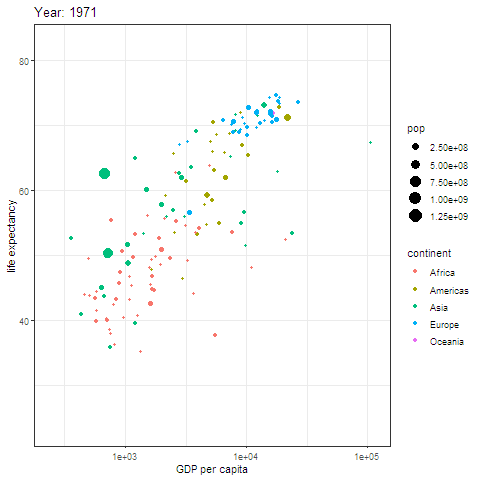 Year: 1971
80
60
40
life expectancy
1e+03
1e+04
1e+05
GDP per capita
pop
2.50e+08
5.00e+08
7.50e+08
1.00e+09
1.25e+09
continent
Africa
Americas
Asia
Europe
Oceania